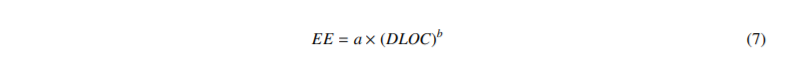 EE = a × (DLOC)^b (7)